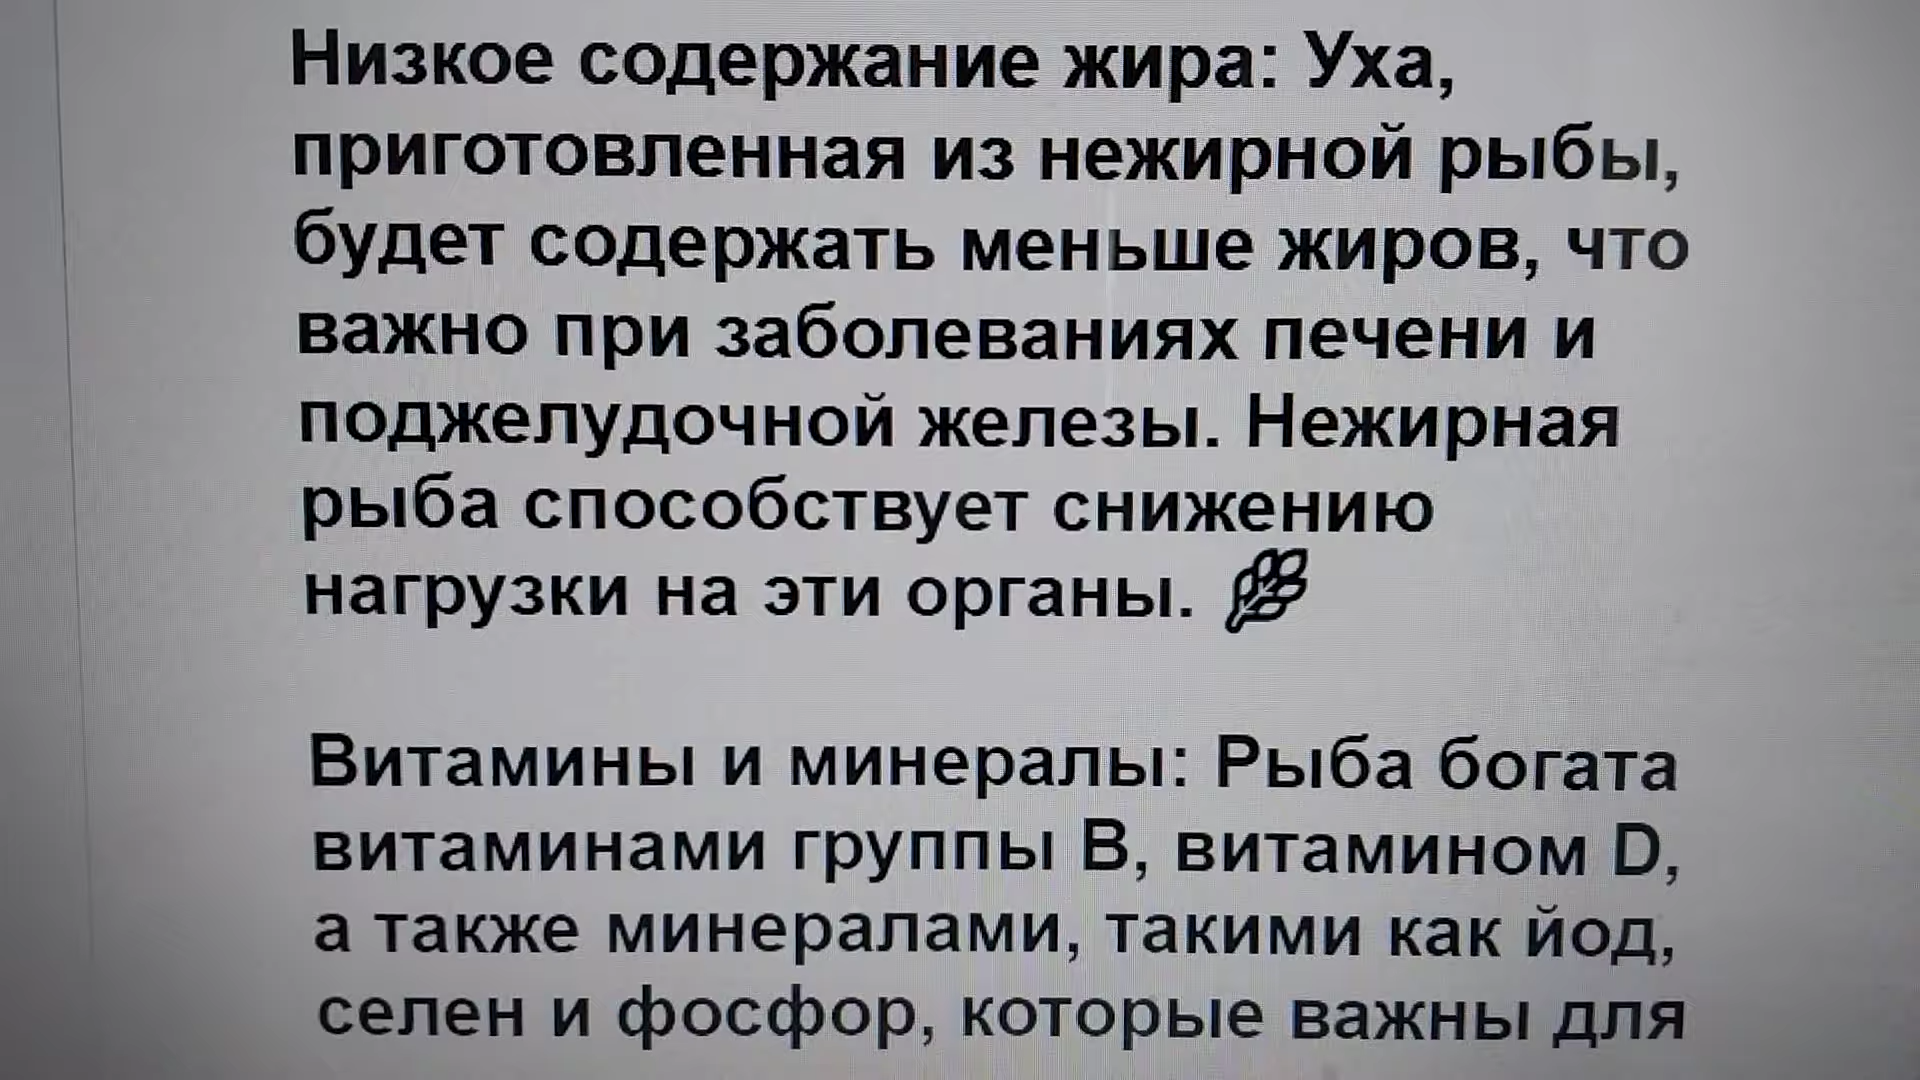 Низкое содержание жира: Уха,
приготовленная из нежирной рыбы,
будет содержать меньше жиров, что
важно при заболеваниях печени и
поджелудочной железы. Нежирная
рыба способствует снижению
нагрузки на эти органы.
Витамины и минералы: Рыба богата
витаминами группы B, витамином D,
а также минералами, такими как йод,
селен и фосфор, которые важны для